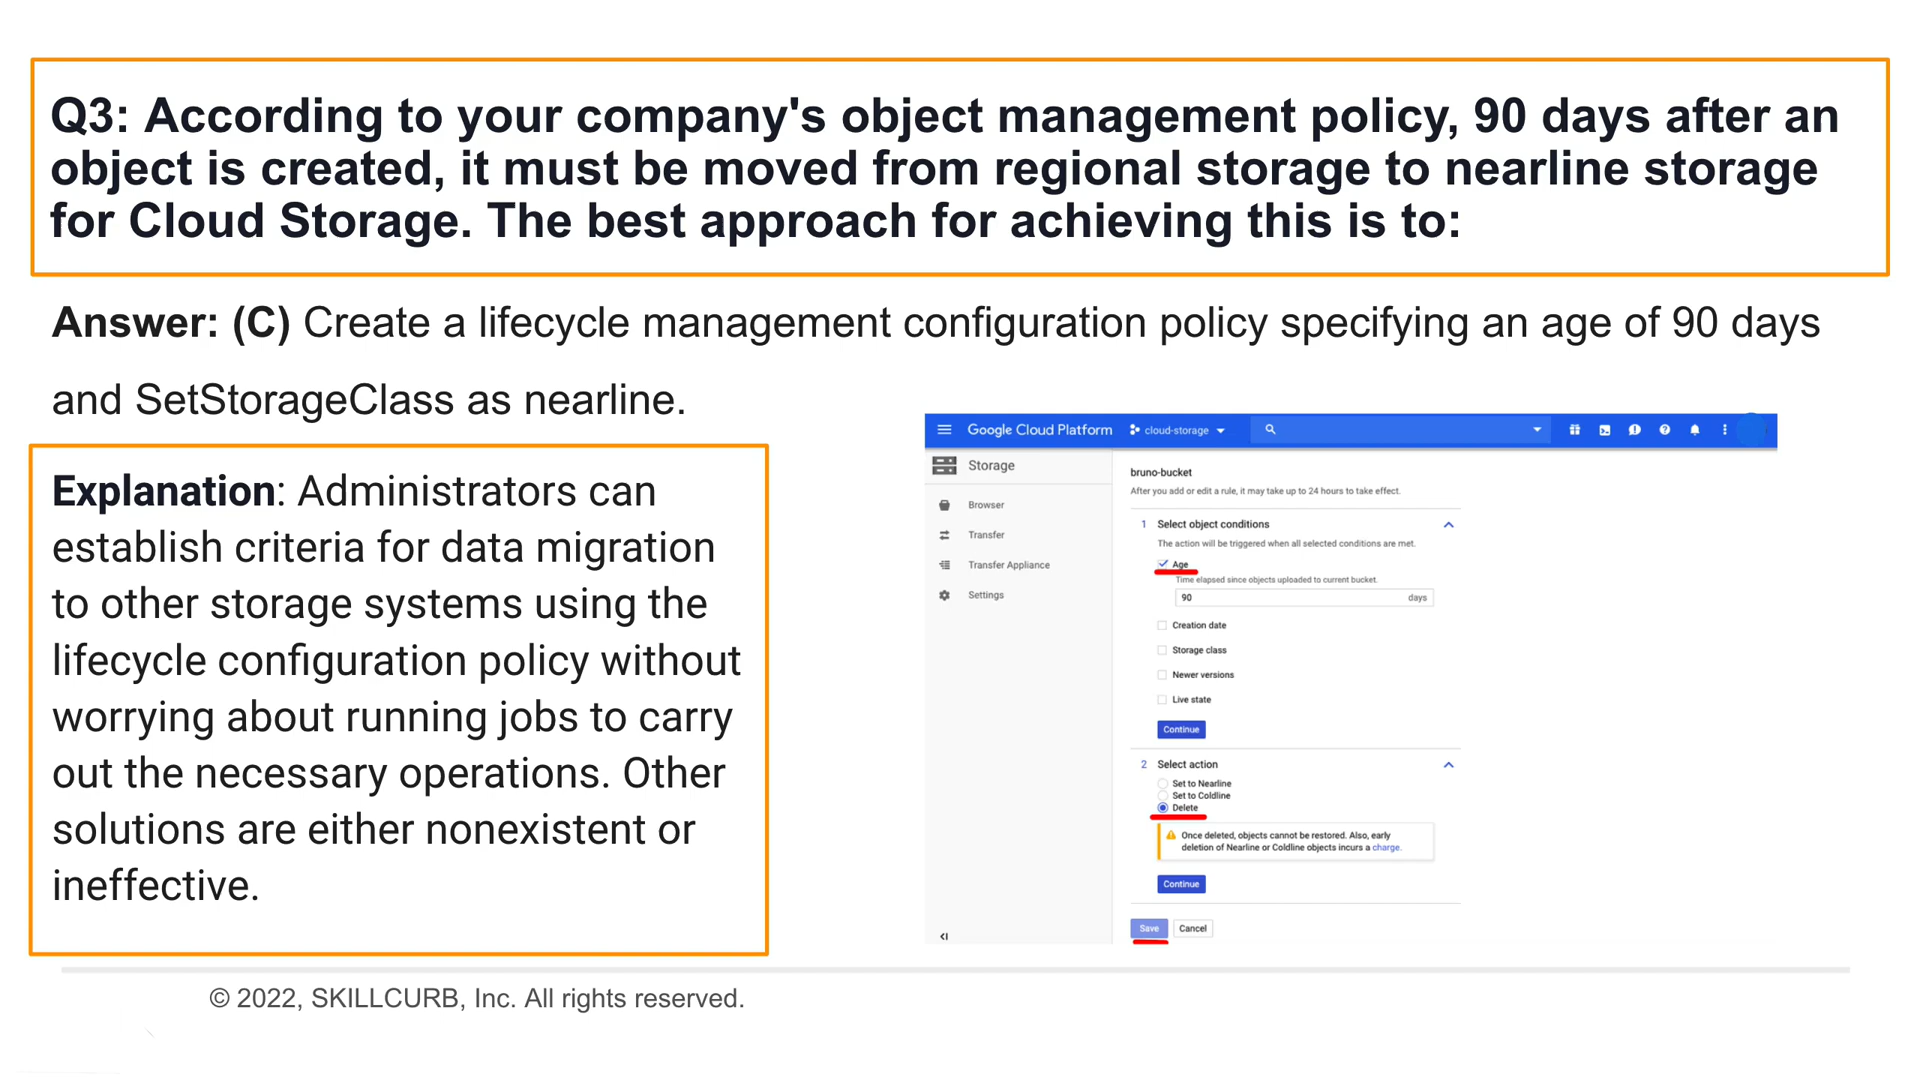 Q3: According to your company's object management policy, 90 days after an
object is created, it must be moved from regional storage to nearline storage
for Cloud Storage. The best approach for achieving this is to:
Answer: (C) Create a lifecycle management configuration policy specifying an age of 90 days
and SetStorageClass as nearline.
Explanation: Administrators can
establish criteria for data migration
to other storage systems using the
lifecycle configuration policy without
worrying about running jobs to carry
out the necessary operations. Other
solutions are either nonexistent or
ineffective.
Google Cloud Platform
cloud-storage
Storage
Browser
Transfer
Transfer Appliance
Settings
bruno-bucket
After you add or edit a rule, it may take up to 24 hours to take effect.
1 Select object conditions
The action will be triggered when all selected conditions are met.
Age
Time elapsed since objects uploaded to current bucket.
90 days
Creation date
Storage class
Newer versions
Live state
Continue
2 Select action
Set to Nearline
Set to Coldline
Delete
Once deleted, objects cannot be restored. Also, early
deletion of Nearline or Coldline objects incurs a charge.
Continue
Save Cancel
© 2022, SKILLCURB, Inc. All rights reserved.